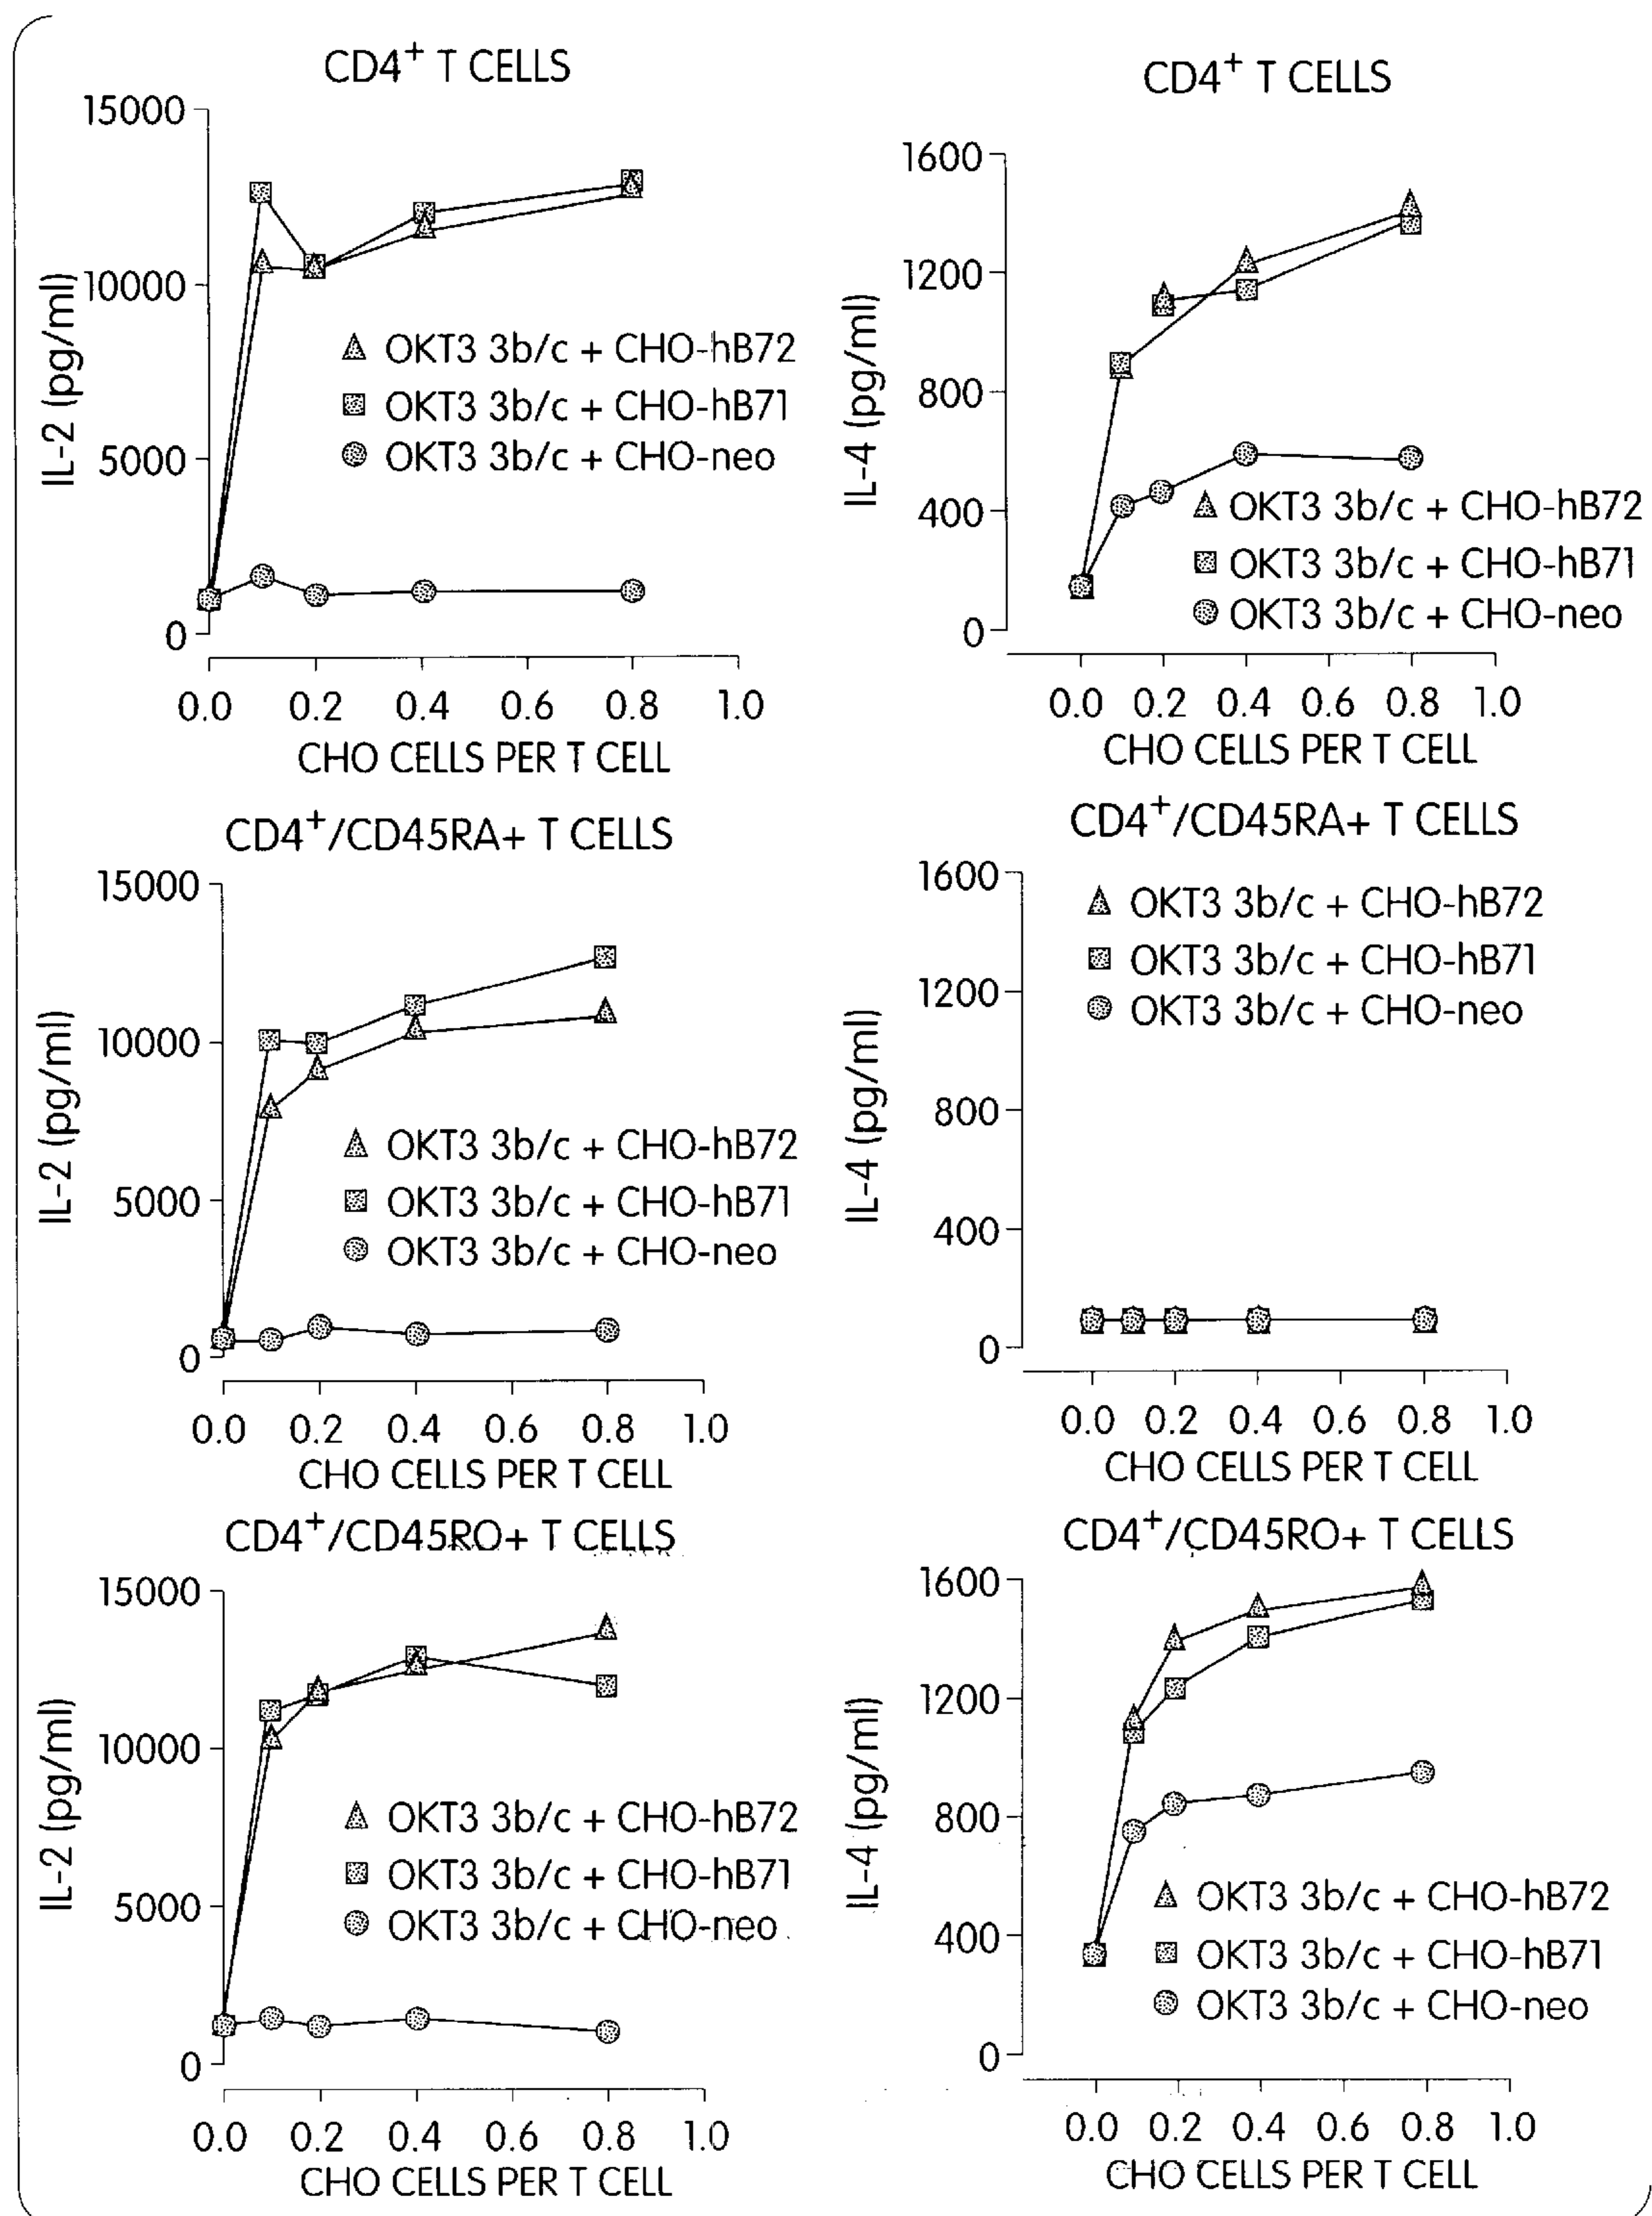 CD4+ T CELLS
15000
10000
5000
0
IL-2 (pg/ml)
OKT3 3b/c + CHO-hB72
OKT3 3b/c + CHO-hB71
OKT3 3b/c + CHO-neo
0.0 0.2 0.4 0.6 0.8 1.0
CHO CELLS PER T CELL
CD4+ T CELLS
1600
1200
800
400
0
IL-4 (pg/ml)
OKT3 3b/c + CHO-hB72
OKT3 3b/c + CHO-hB71
OKT3 3b/c + CHO-neo
0.0 0.2 0.4 0.6 0.8 1.0
CHO CELLS PER T CELL
CD4+/CD45RA+ T CELLS
15000
10000
5000
0
IL-2 (pg/ml)
OKT3 3b/c + CHO-hB72
OKT3 3b/c + CHO-hB71
OKT3 3b/c + CHO-neo
0.0 0.2 0.4 0.6 0.8 1.0
CHO CELLS PER T CELL
CD4+/CD45RA+ T CELLS
1600
1200
800
400
0
IL-4 (pg/ml)
OKT3 3b/c + CHO-hB72
OKT3 3b/c + CHO-hB71
OKT3 3b/c + CHO-neo
0.0 0.2 0.4 0.6 0.8 1.0
CHO CELLS PER T CELL
CD4+/CD45RO+ T CELLS
15000
10000
5000
0
IL-2 (pg/ml)
OKT3 3b/c + CHO-hB72
OKT3 3b/c + CHO-hB71
OKT3 3b/c + CHO-neo
0.0 0.2 0.4 0.6 0.8 1.0
CHO CELLS PER T CELL
CD4+/CD45RO+ T CELLS
1600
1200
800
400
0
IL-4 (pg/ml)
OKT3 3b/c + CHO-hB72
OKT3 3b/c + CHO-hB71
OKT3 3b/c + CHO-neo
0.0 0.2 0.4 0.6 0.8 1.0
CHO CELLS PER T CELL